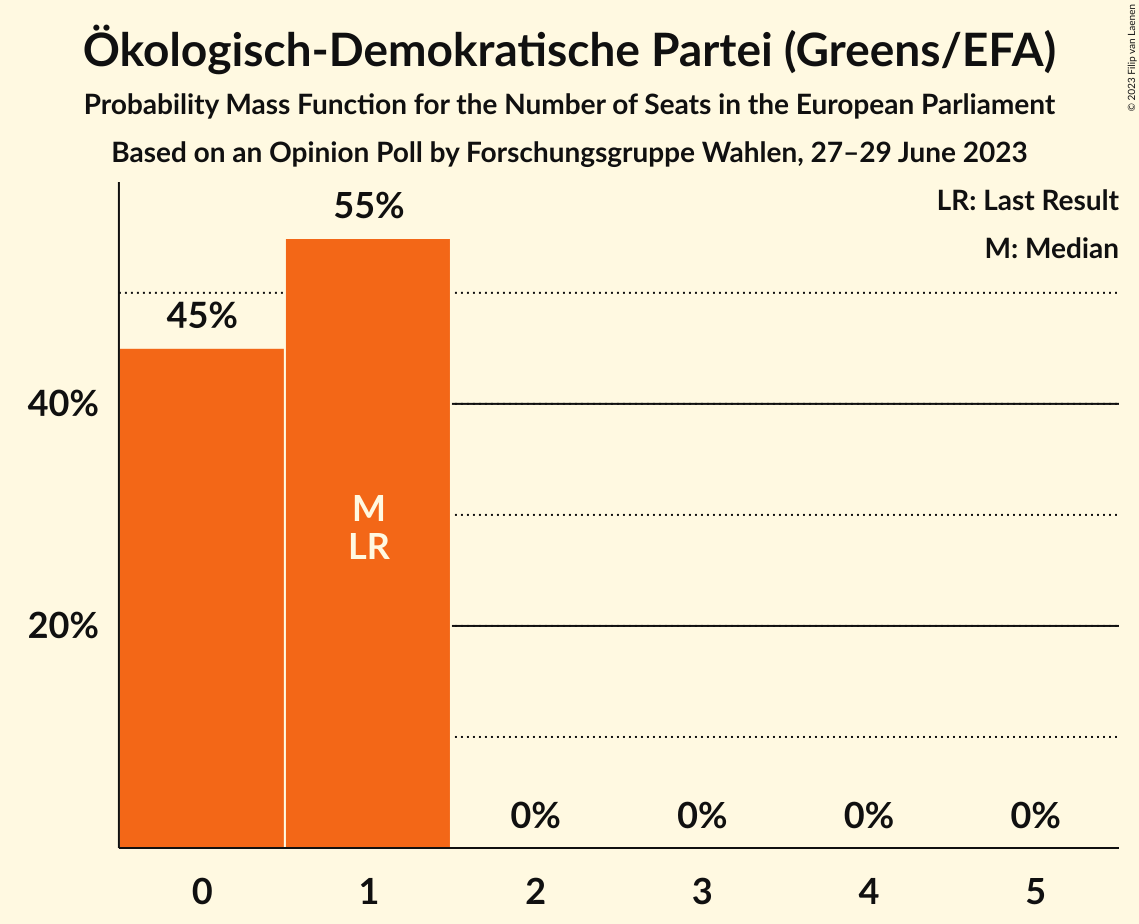 Ökologisch-Demokratische Partei (Greens/EFA)
Probability Mass Function for the Number of Seats in the European Parliament
Based on an Opinion Poll by Forschungsgruppe Wahlen, 27–29 June 2023
© 2023 Filip van Laenen
LR: Last Result
M: Median
55%
45%
40%
M
LR
20%
0% 0% 0% 0%
0 1 2 3 4 5